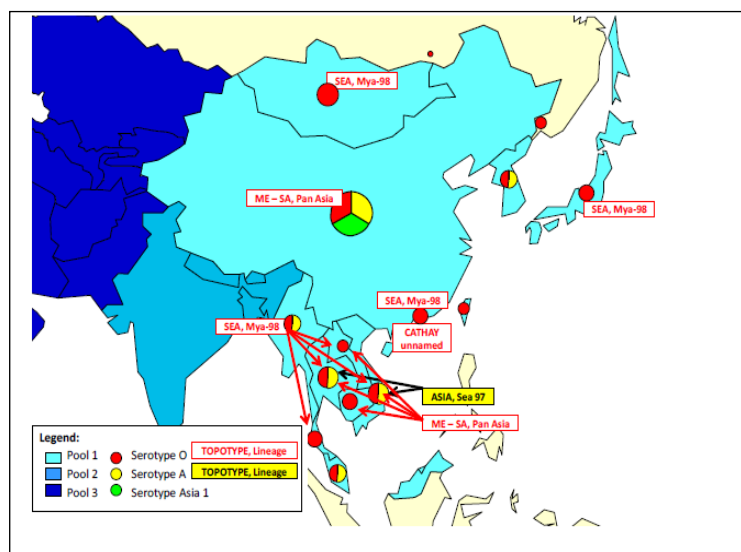 SEA, Mya-98
ME – SA, Pan Asia
SEA, Mya-98
SEA, Mya-98
SEA, Mya-98
CATHAY
unnamed
ASIA, Sea 97
ME – SA, Pan Asia
Legend:
Pool 1
Serotype O
TOPOTYPE, Lineage
Pool 2
Serotype A
TOPOTYPE, Lineage
Pool 3
Serotype Asia 1